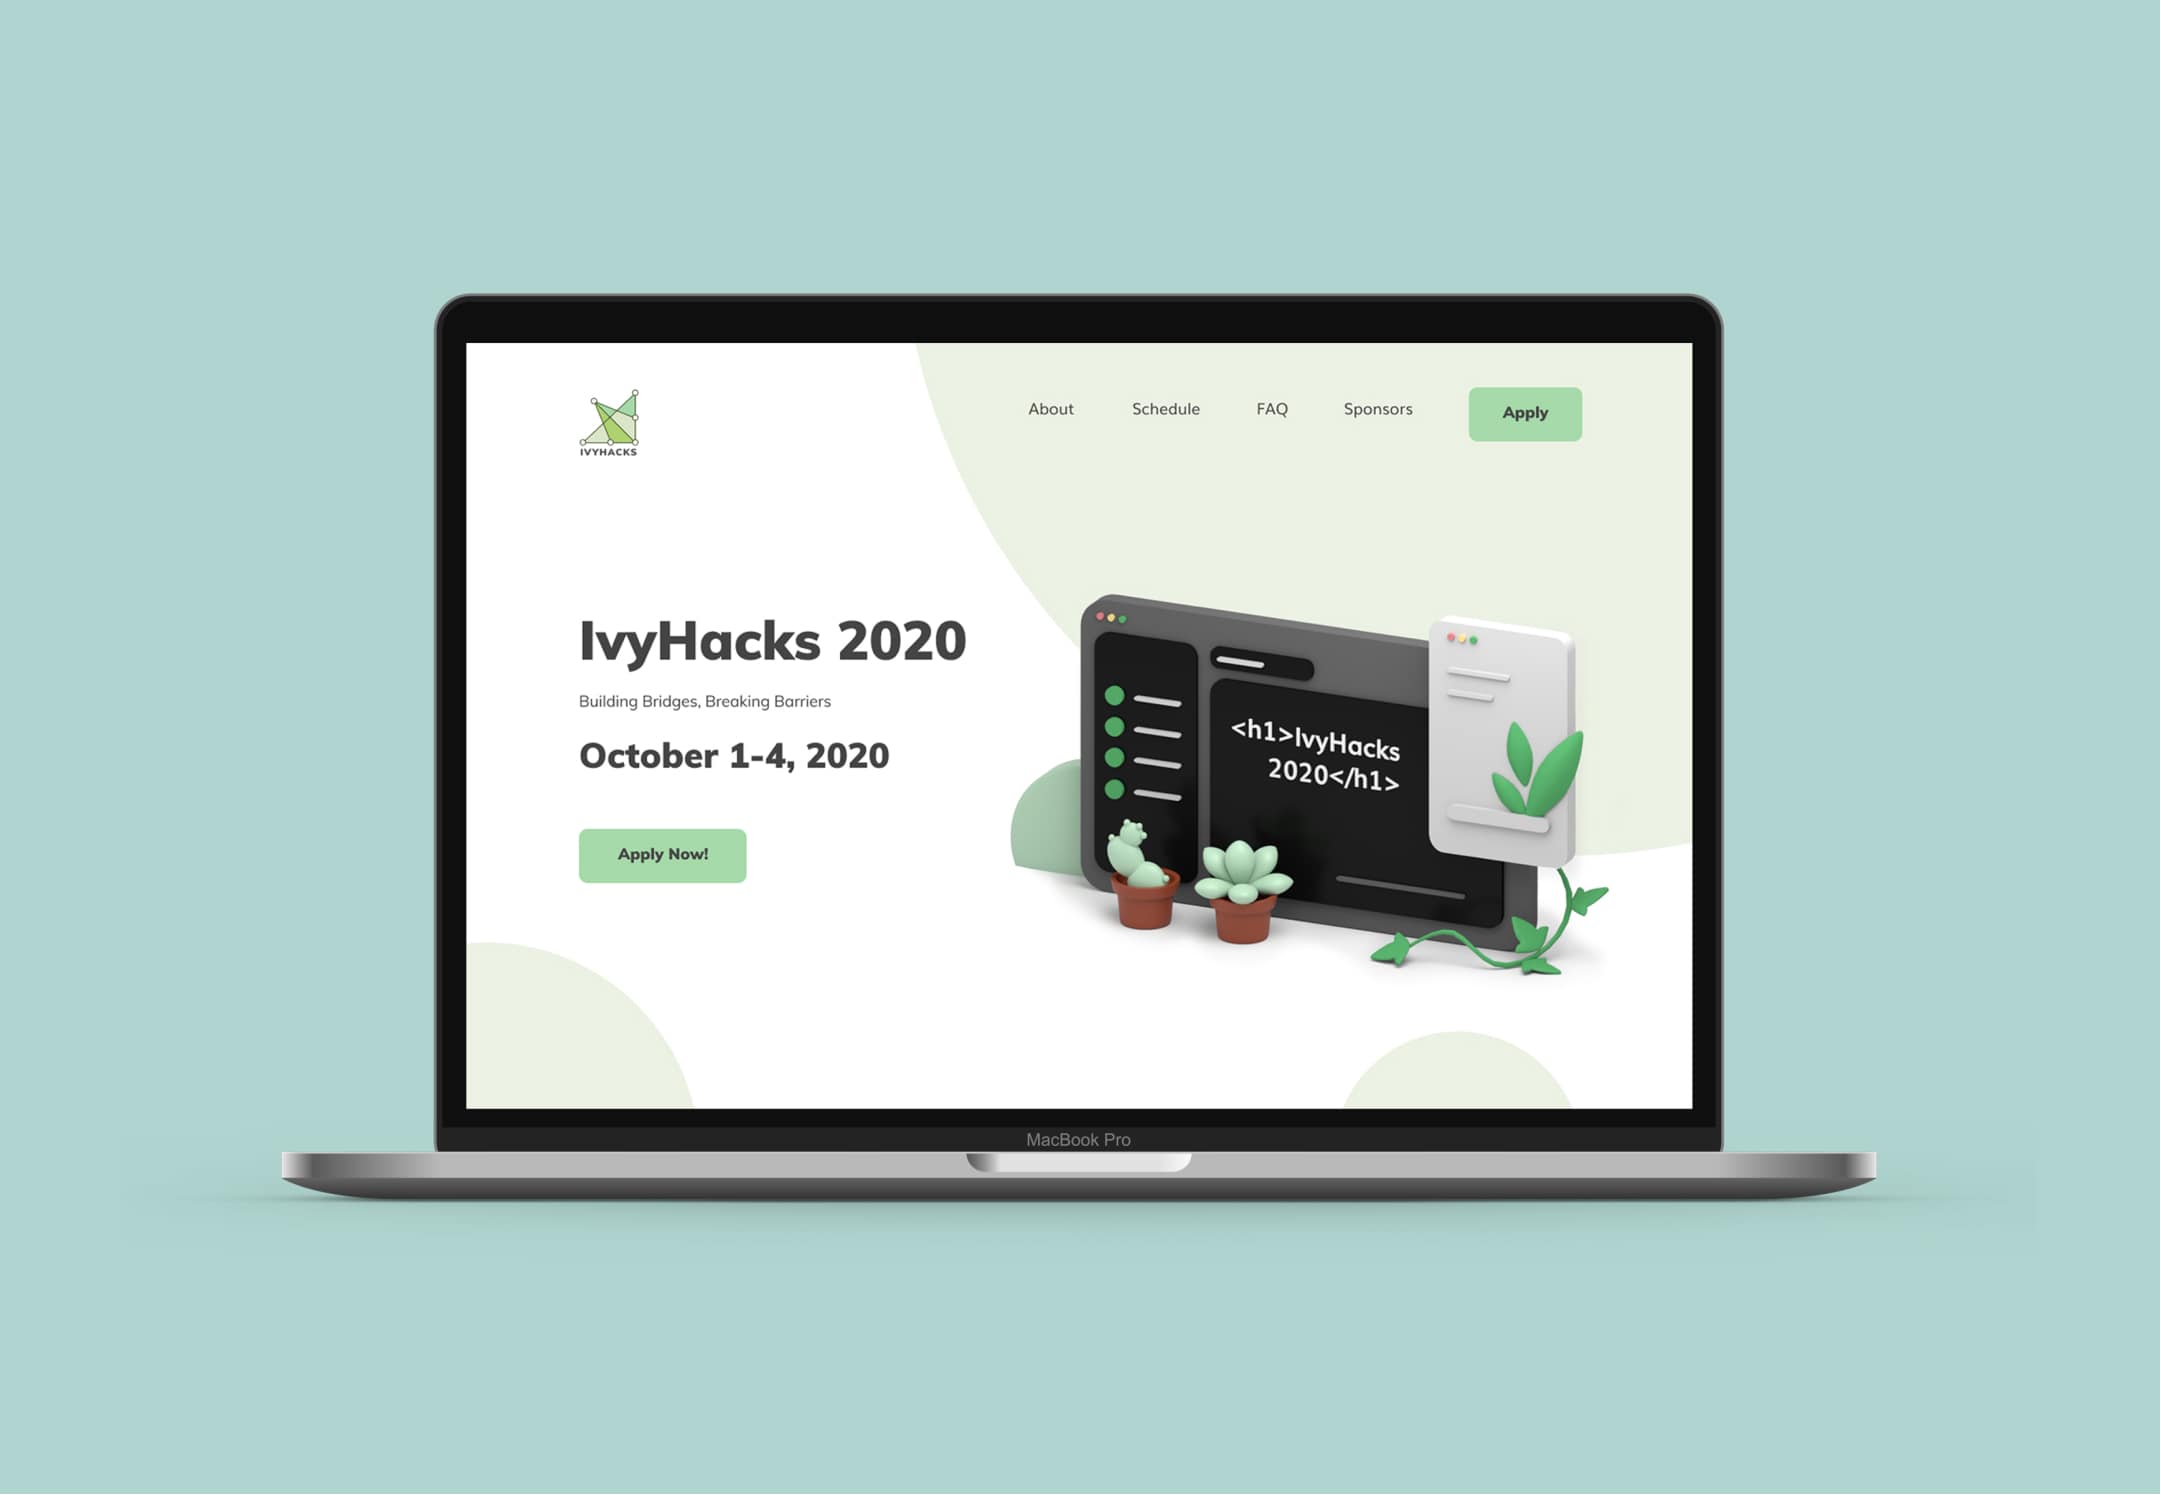 IVYHACKS
About
Schedule
FAQ
Sponsors
Apply
IvyHacks 2020
Building Bridges, Breaking Barriers
October 1-4, 2020
Apply Now!
<h1>IvyHacks
2020</h1>
MacBook Pro